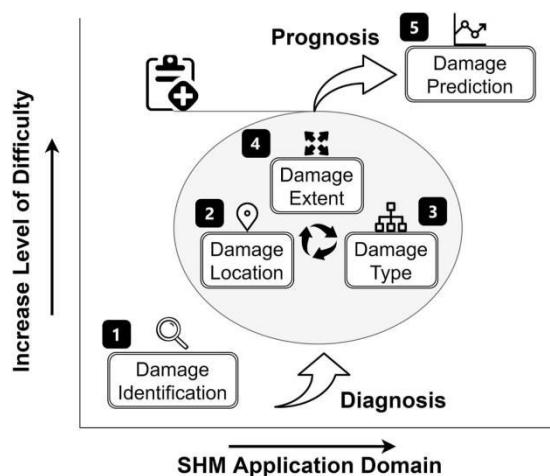 5
Prognosis
Damage
Prediction
4
Damage
Extent
2
3
Damage
Location
Damage
Type
1
Damage
Identification
Diagnosis
Increase Level of Difficulty
SHM Application Domain